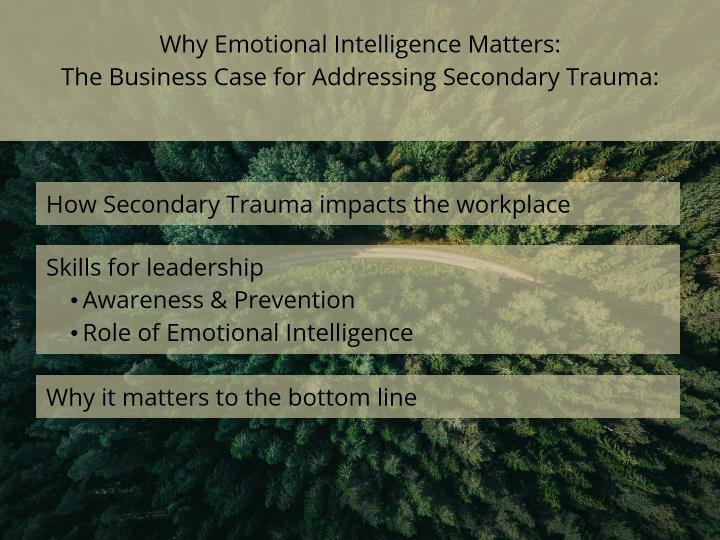 Why Emotional Intelligence Matters:
The Business Case for Addressing Secondary Trauma:
How Secondary Trauma impacts the workplace
Skills for leadership
• Awareness & Prevention
• Role of Emotional Intelligence
Why it matters to the bottom line